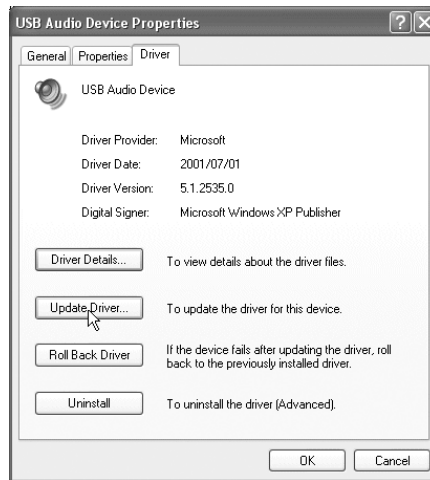 USB Audio Device Properties
General Properties Driver
USB Audio Device
Driver Provider: Microsoft
Driver Date: 2001/07/01
Driver Version: 5.1.2535.0
Digital Signer: Microsoft Windows XP Publisher
Driver Details... To view details about the driver files.
Update Driver... To update the driver for this device.
Roll Back Driver If the device fails after updating the driver, roll
back to the previously installed driver.
Uninstall To uninstall the driver (Advanced).
OK Cancel